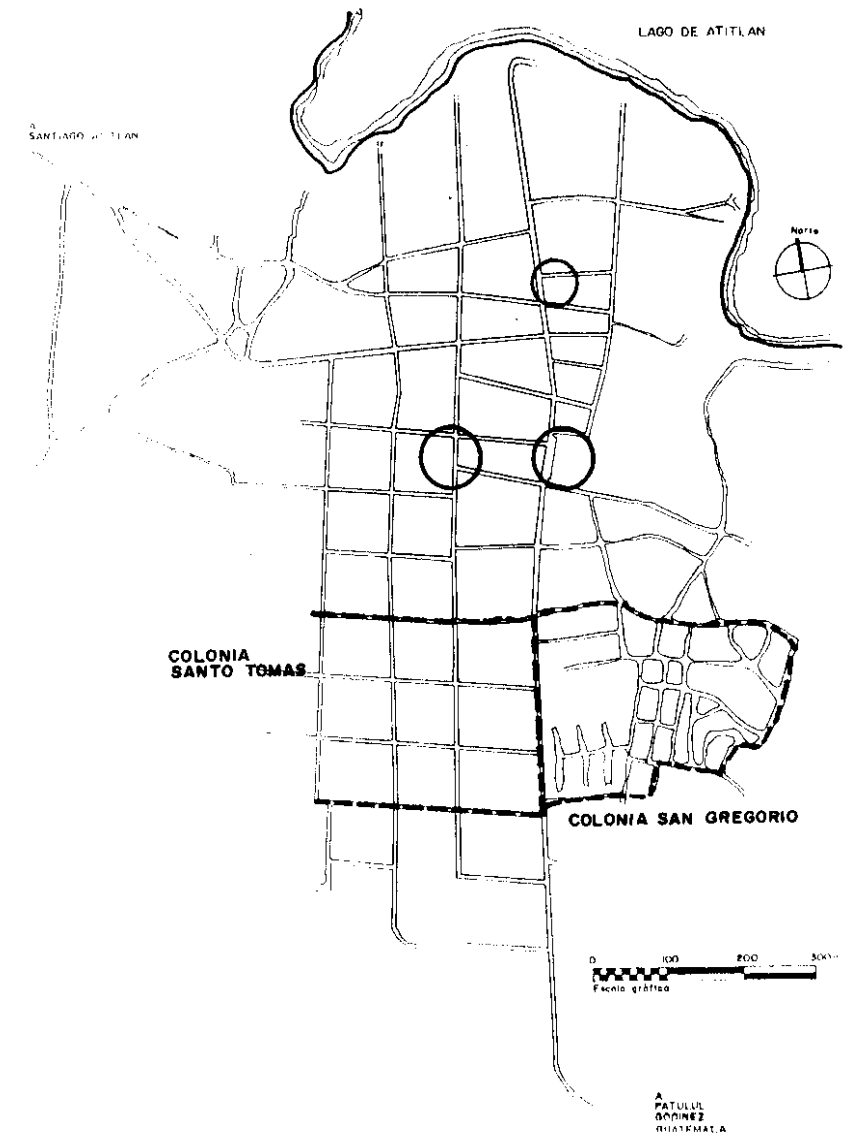 LAGO DE ATITLAN
A
SANTIAGO
Norte
COLONIA
SANTO TOMAS
COLONIA SAN GREGORIO
0 100 200 300
Escala gráfica
A
PATULUL
GODINEZ
GUATEMALA